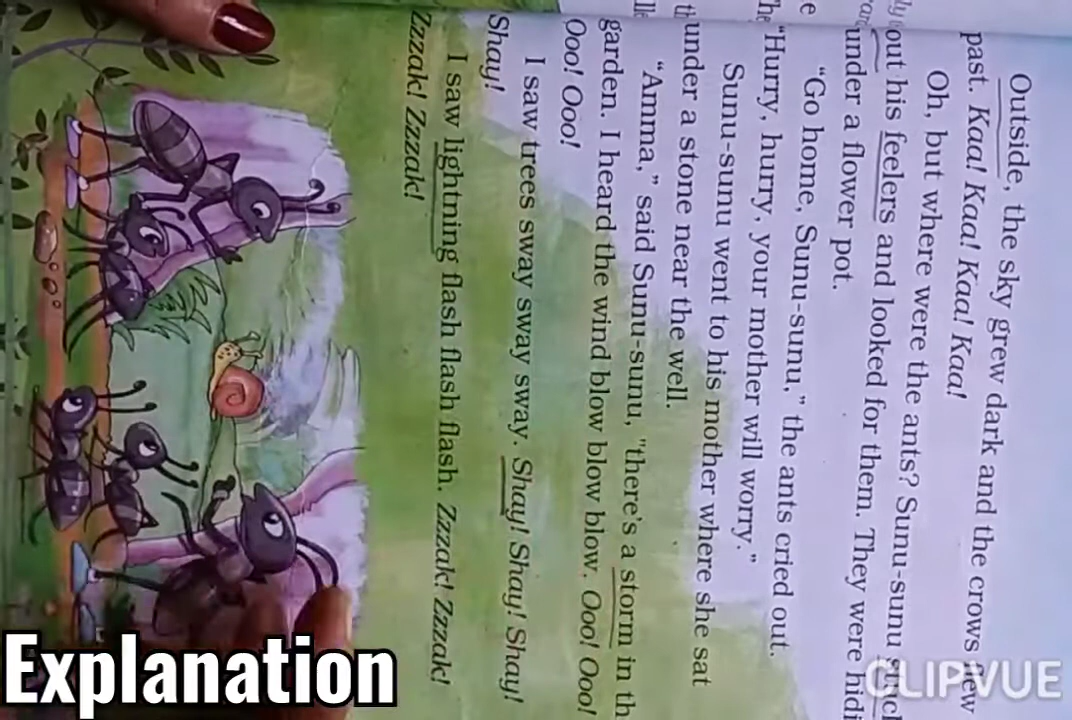 Outside, the sky grew dark and the crows flew
past. Kaa! Kaa! Kaa! Kaa!
Oh, but where were the ants? Sunu-sunu
out his feelers and looked for them. They were
under a flower pot.
"Go home, Sunu-sunu," the ants cried out.
"Hurry, hurry, your mother will worry."
Sunu-sunu went to his mother where she sat
under a stone near the well.
"Amma," said Sunu-sunu, "there's a storm in
garden. I heard the wind blow blow blow. Ooo! Ooo!
Ooo! Ooo!
I saw trees sway sway sway. Shay! Shay! Shay!
Shay!
I saw lightning flash flash flash. Zzzak! Zzzak!
Zzzak! Zzzak!
Explanation
CLIPVUE